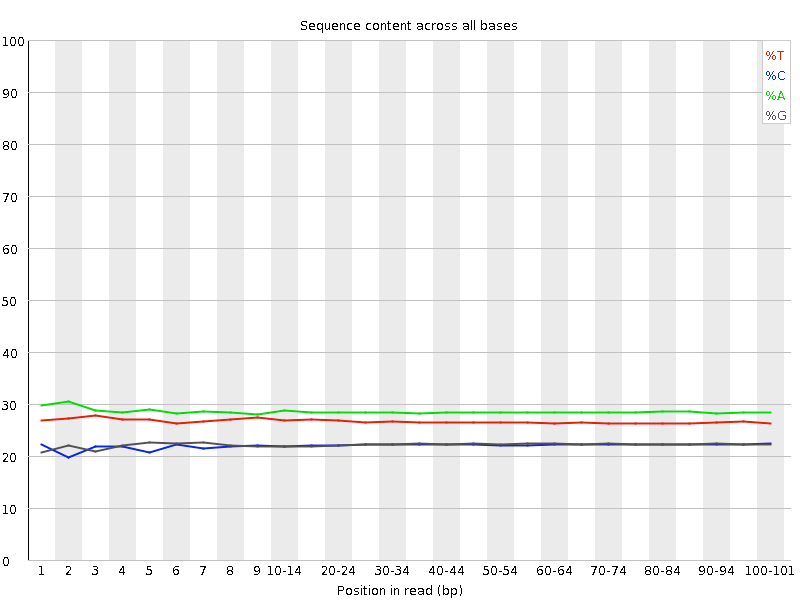 Sequence content across all bases
%T
%C
%A
%G
100
90
80
70
60
50
40
30
20
10
0
1 2 3 4 5 6 7 8 9 10-14 20-24 30-34 40-44 50-54 60-64 70-74 80-84 90-94 100-101
Position in read (bp)